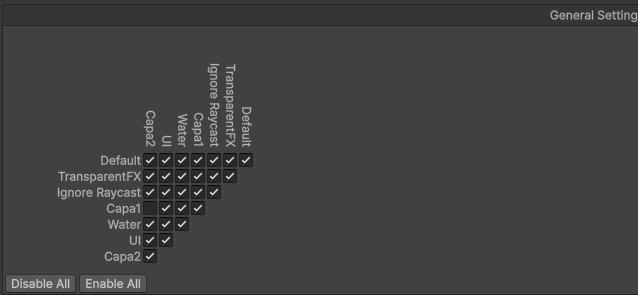 General Setting
Capa2
UI
Water
Capa1
Ignore Raycast
TransparentFX
Default
Default
TransparentFX
Ignore Raycast
Capa1
Water
UI
Capa2
Disable All
Enable All